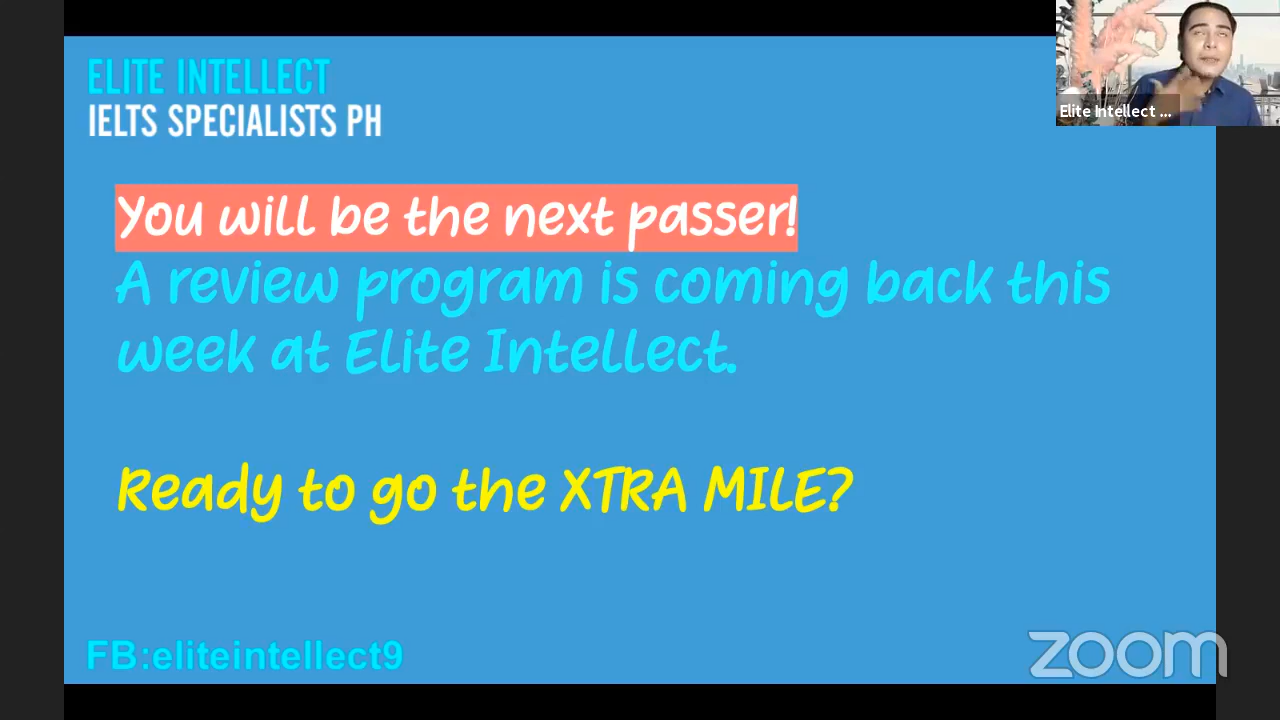 ELITE INTELLECT
IELTS SPECIALISTS PH
Elite Intellect ...
You will be the next passer!
A review program is coming back this
week at Elite Intellect.
Ready to go the XTRA MILE?
FB:eliteintellect9
zoom